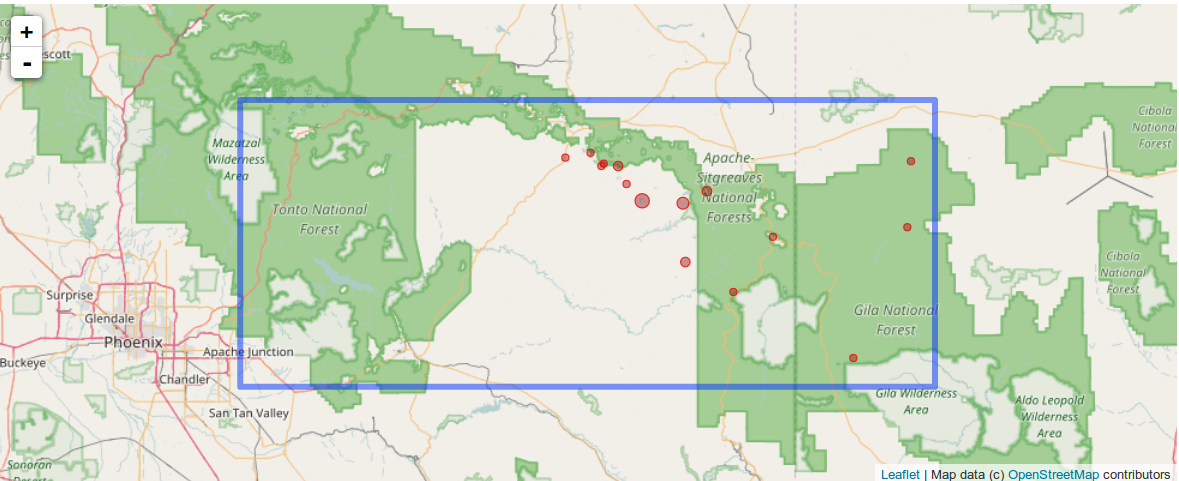 +
-
scott
Mazatzal
Wilderness
Area
Tonto National
Forest
Apache-
Sitgreaves
National
Forests
Cibola
National
Forest
Cibola
National
Forest
Gila National
Forest
Surprise
Glendale
Phoenix
Buckeye
Apache Junction
Chandler
San Tan Valley
Gila Wilderness
Area
Aldo Leopold
Wilderness
Area
Sonoran
Leaflet | Map data (c) OpenStreetMap contributors